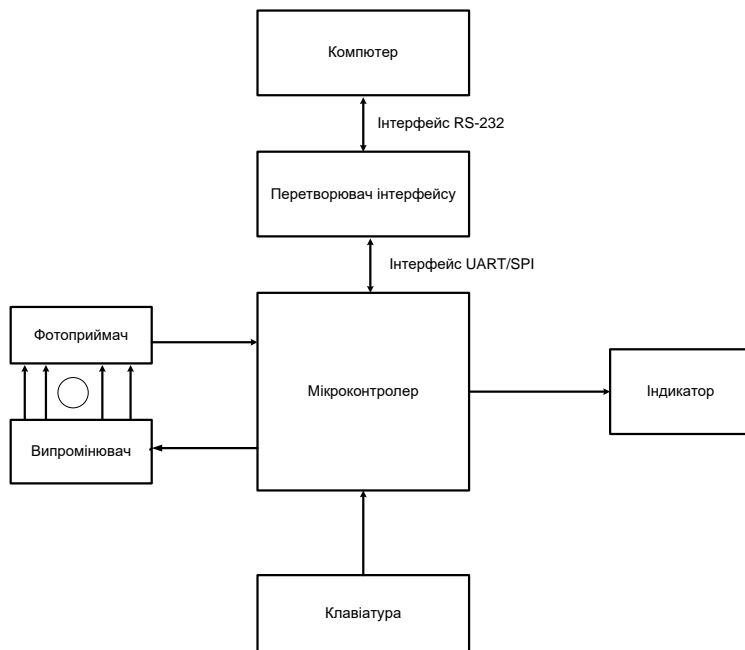 Компютер
Інтерфейс RS-232
Перетворювач інтерфейсу
Інтерфейс UART/SPI
Фотоприймач
Мікроконтролер
Індикатор
Випромінювач
Клавіатура